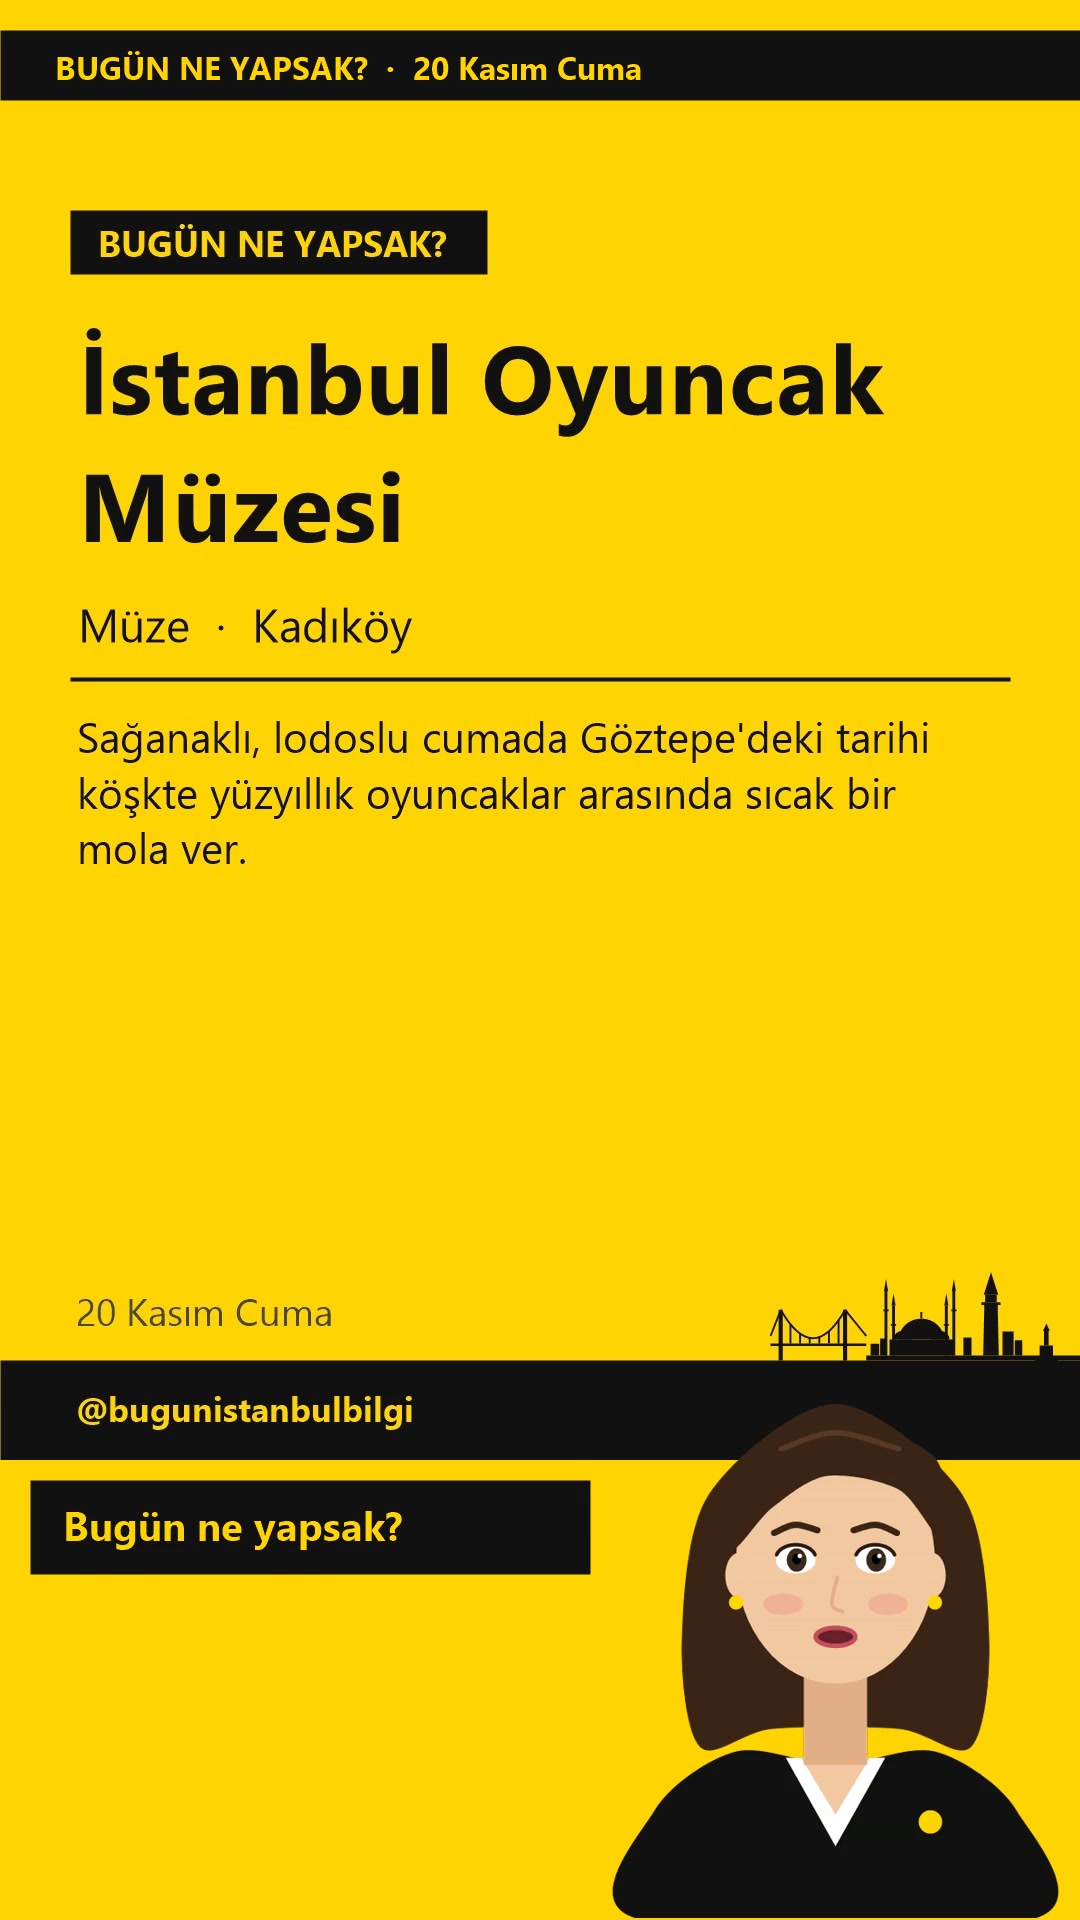 BUGÜN NE YAPSAK? · 20 Kasım Cuma
BUGÜN NE YAPSAK?
İstanbul Oyuncak
Müzesi
Müze · Kadıköy
Sağanaklı, lodoslu cumada Göztepe'deki tarihi
köşkte yüzyıllık oyuncaklar arasında sıcak bir
mola ver.
20 Kasım Cuma
@bugunistanbulbilgi
Bugün ne yapsak?